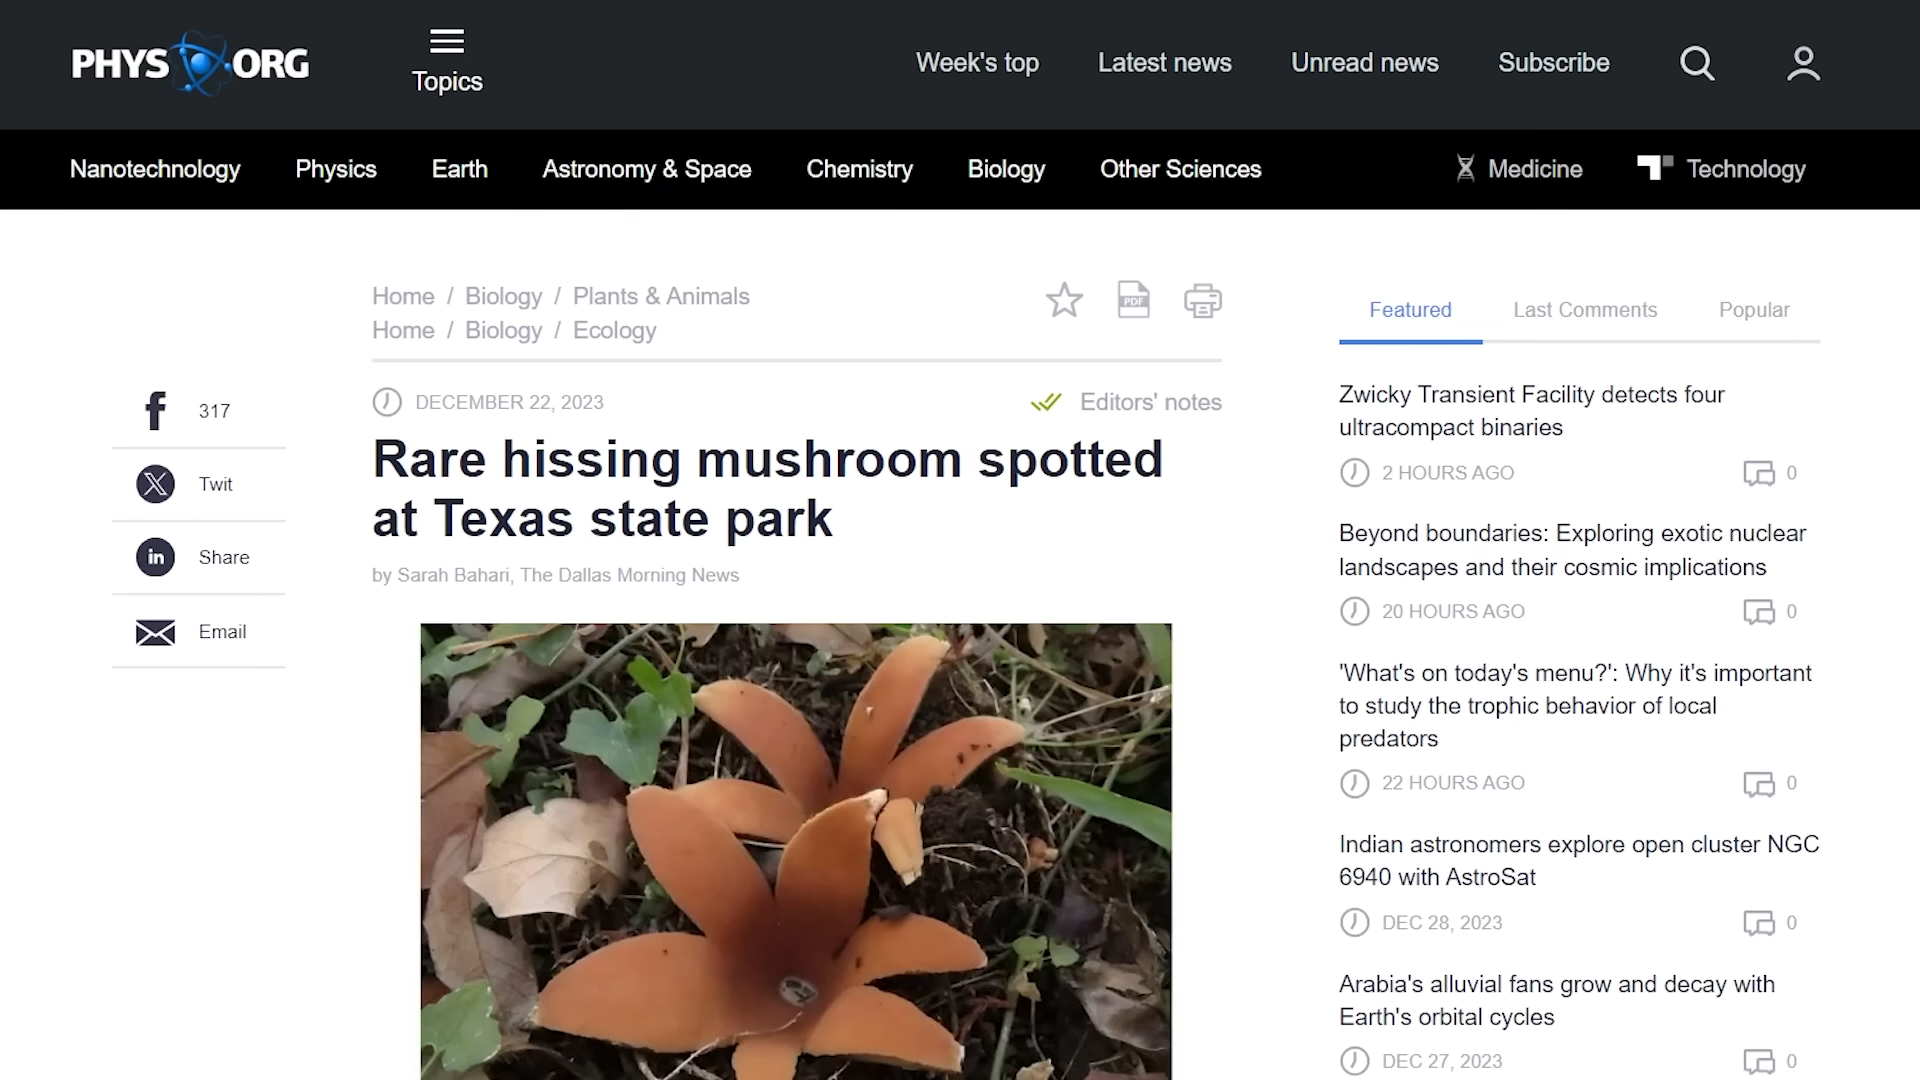 PHYS ORG
Topics
Week's top
Latest news
Unread news
Subscribe
Nanotechnology
Physics
Earth
Astronomy & Space
Chemistry
Biology
Other Sciences
Medicine
Technology
Home / Biology / Plants & Animals
Home / Biology / Ecology
PDF
DECEMBER 22, 2023
Editors' notes
Rare hissing mushroom spotted
at Texas state park
by Sarah Bahari, The Dallas Morning News
317
Twit
Share
Email
Featured
Last Comments
Popular
Zwicky Transient Facility detects four
ultracompact binaries
2 HOURS AGO
0
Beyond boundaries: Exploring exotic nuclear
landscapes and their cosmic implications
20 HOURS AGO
0
'What's on today's menu?': Why it's important
to study the trophic behavior of local
predators
22 HOURS AGO
0
Indian astronomers explore open cluster NGC
6940 with AstroSat
DEC 28, 2023
0
Arabia's alluvial fans grow and decay with
Earth's orbital cycles
DEC 27, 2023
0